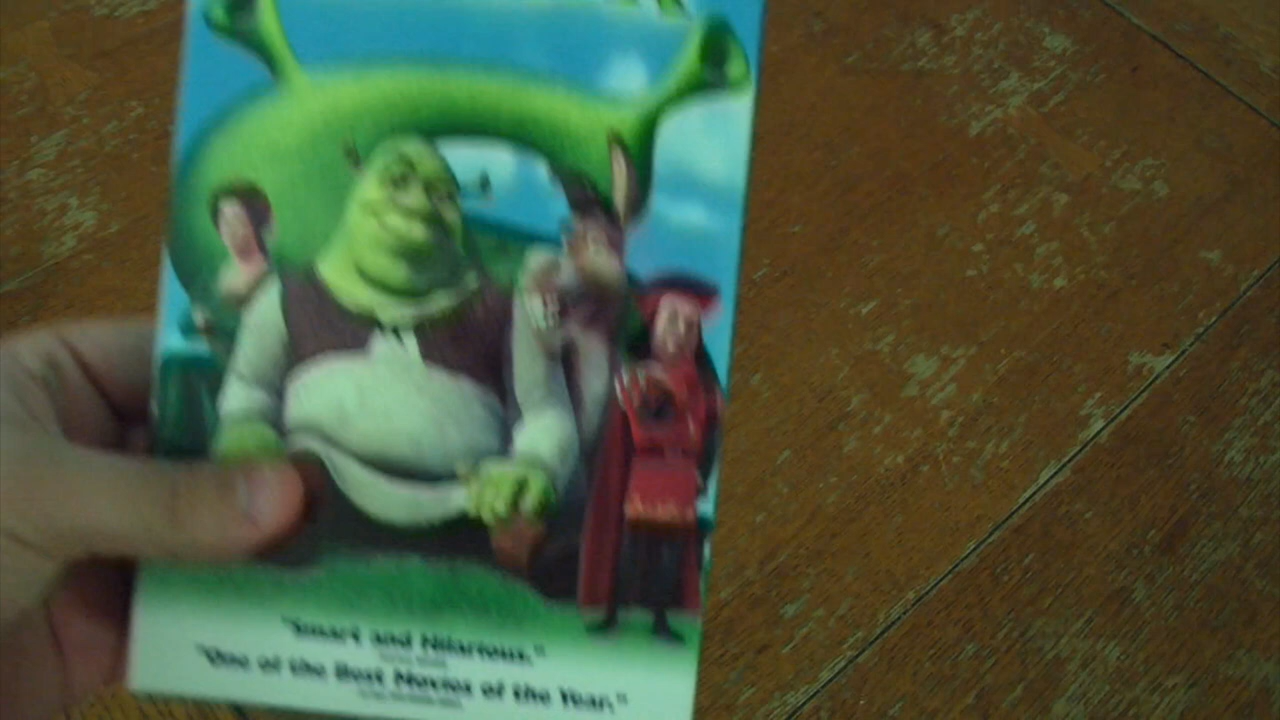 "Smart and Hilarious."
"One of the Best Movies of the Year."